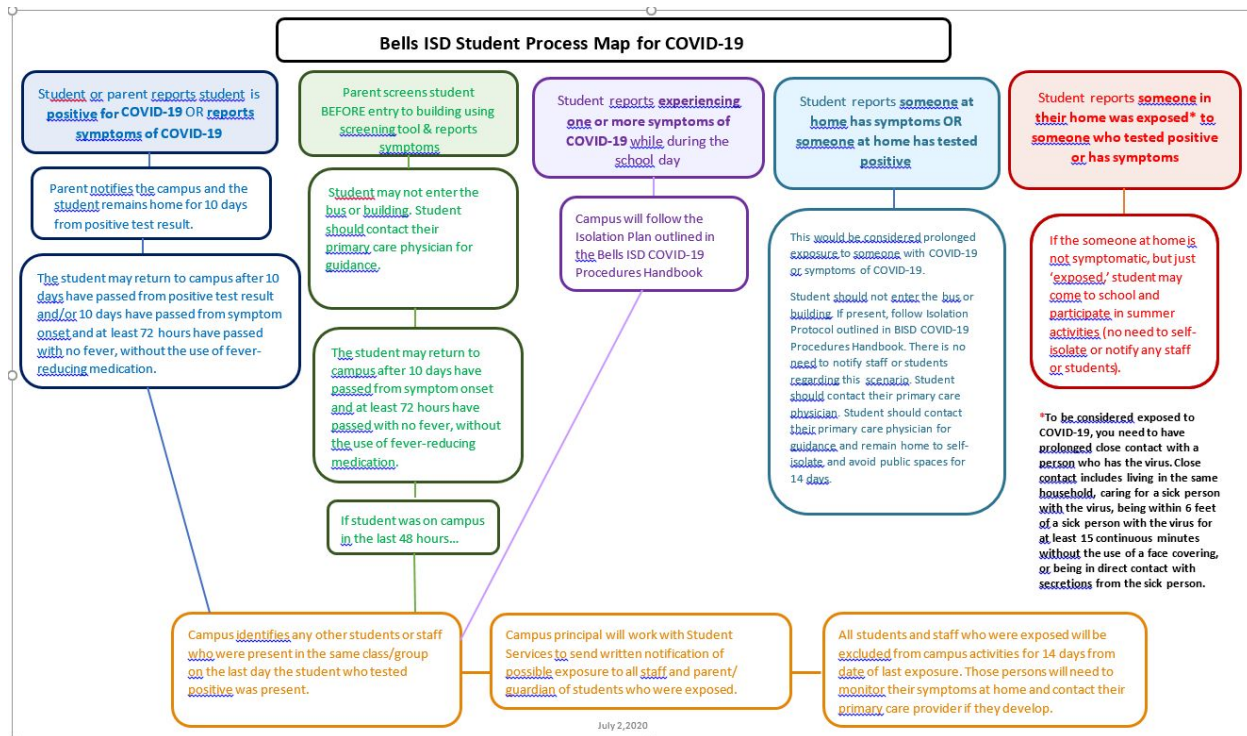 Bells ISD Student Process Map for COVID-19
Student or parent reports student is
positive for COVID-19 OR reports
symptoms of COVID-19
Parent notifies the campus and the
student remains home for 10 days
from positive test result.
The student may return to campus after 10
days have passed from positive test result
and/or 10 days have passed from symptom
onset and at least 72 hours have passed
with no fever, without the use of fever-
reducing medication.
Parent screens student
BEFORE entry to building using
screening tool & reports
symptoms
Student may not enter the
bus or building. Student
should contact their
primary care physician for
guidance.
The student may return to
campus after 10 days have
passed from symptom onset
and at least 72 hours have
passed with no fever, without
the use of fever-reducing
medication.
If student was on campus
in the last 48 hours...
Student reports experiencing
one or more symptoms of
COVID-19 while during the
school day
Campus will follow the
Isolation Plan outlined in
the Bells ISD COVID-19
Procedures Handbook
Student reports someone at
home has symptoms OR
someone at home has tested
positive
This would be considered prolonged
exposure to someone with COVID-19
or symptoms of COVID-19.
Student should not enter the bus or
building. If present, follow Isolation
Protocol outlined in BISD COVID-19
Procedures Handbook. There is no
need to notify staff or students
regarding this scenario. Student
should contact their primary care
physician. Student should contact
their primary care physician for
guidance and remain home to self-
isolate and avoid public spaces for
14 days.
Student reports someone in
their home was exposed* to
someone who tested positive
or has symptoms
If the someone at home is
not symptomatic, but just
‘exposed,’ student may
come to school and
participate in summer
activities (no need to self-
isolate or notify any staff
or students).
*To be considered exposed to
COVID-19, you need to have
prolonged close contact with a
person who has the virus. Close
contact includes living in the same
household, caring for a sick person
with the virus, being within 6 feet
of a sick person with the virus for
at least 15 continuous minutes
without the use of a face covering,
or being in direct contact with
secretions from the sick person.
Campus identifies any other students or staff
who were present in the same class/group
on the last day the student who tested
positive was present.
Campus principal will work with Student
Services to send written notification of
possible exposure to all staff and parent/
guardian of students who were exposed.
All students and staff who were exposed will be
excluded from campus activities for 14 days from
date of last exposure. Those persons will need to
monitor their symptoms at home and contact their
primary care provider if they develop.
July 2,2020